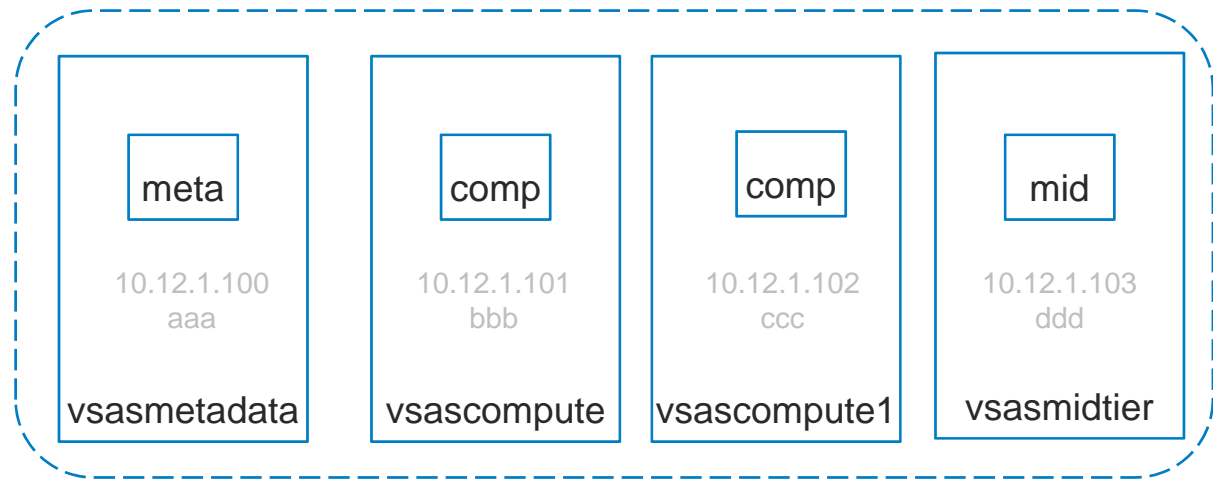 meta
10.12.1.100
aaa
vsasmetadata
comp
10.12.1.101
bbb
vsascompute
comp
10.12.1.102
ccc
vsascompute1
mid
10.12.1.103
ddd
vsasmidtier